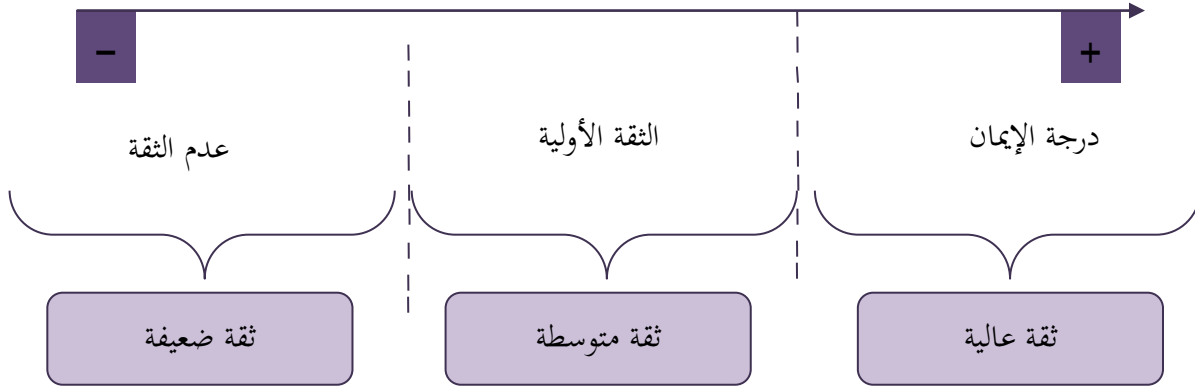 +
−
درجة الإيمان
الثقة الأولية
عدم الثقة
ثقة عالية
ثقة متوسطة
ثقة ضعيفة